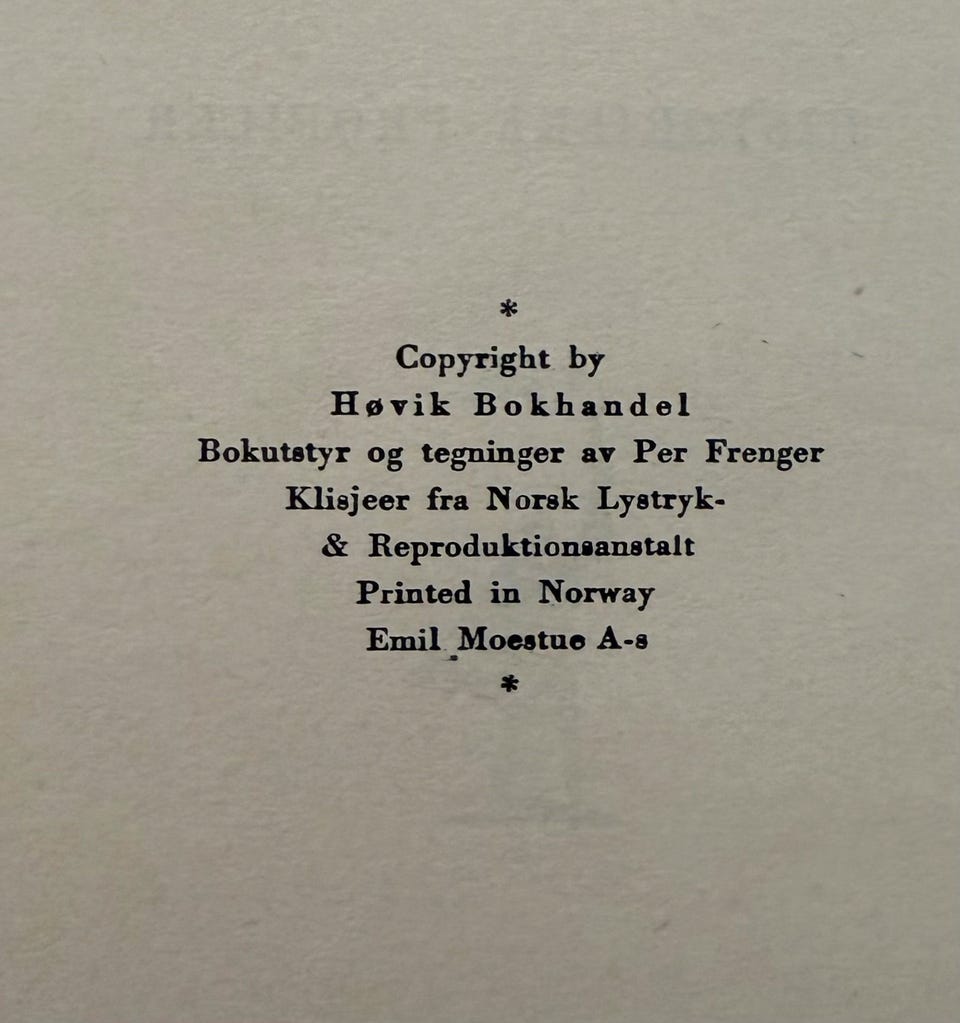 *
Copyright by
Høvik Bokhandel
Bokutstyr og tegninger av Per Frenger
Klisjeer fra Norsk Lystryk-
& Reproduktionsanstalt
Printed in Norway
Emil Moestue A-s
*